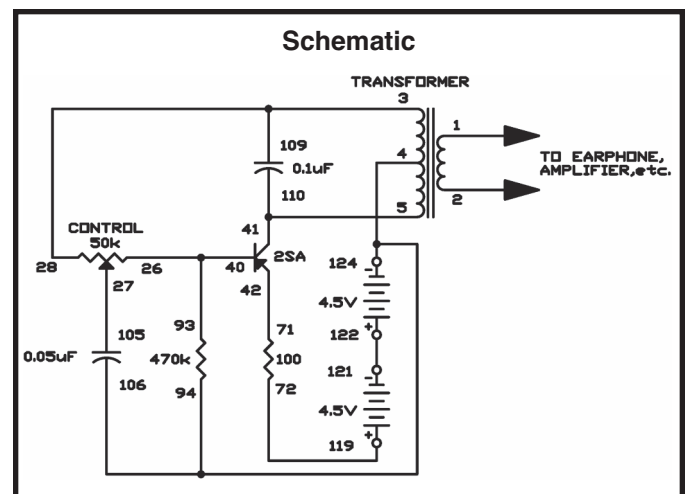 Schematic
TRANSFORMER
3
109
0.1uF
110
4
5
1
2
TO EARPHONE,
AMPLIFIER,etc.
CONTROL
50k
28
26
27
41
40
2SA
42
124
-
4.5V
+
122
121
-
4.5V
+
119
105
0.05uF
106
93
470k
94
71
100
72